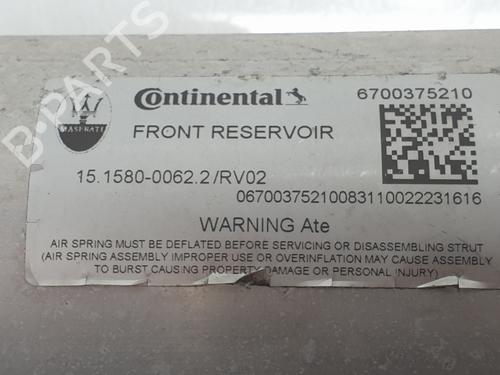 B-PARTS
MASERATI
Continental
6700375210
FRONT RESERVOIR
15.1580-0062.2/RV02
06700375210083110022231616
WARNING Ate
AIR SPRING MUST BE DEFLATED BEFORE SERVICING OR DISASSEMBLING STRUT
(AIR SPRING ASSEMBLY IMPROPER USE OR OVERINFLATION MAY CAUSE ASSEMBLY
TO BURST CAUSING PROPERTY DAMAGE OR PERSONAL INJURY)